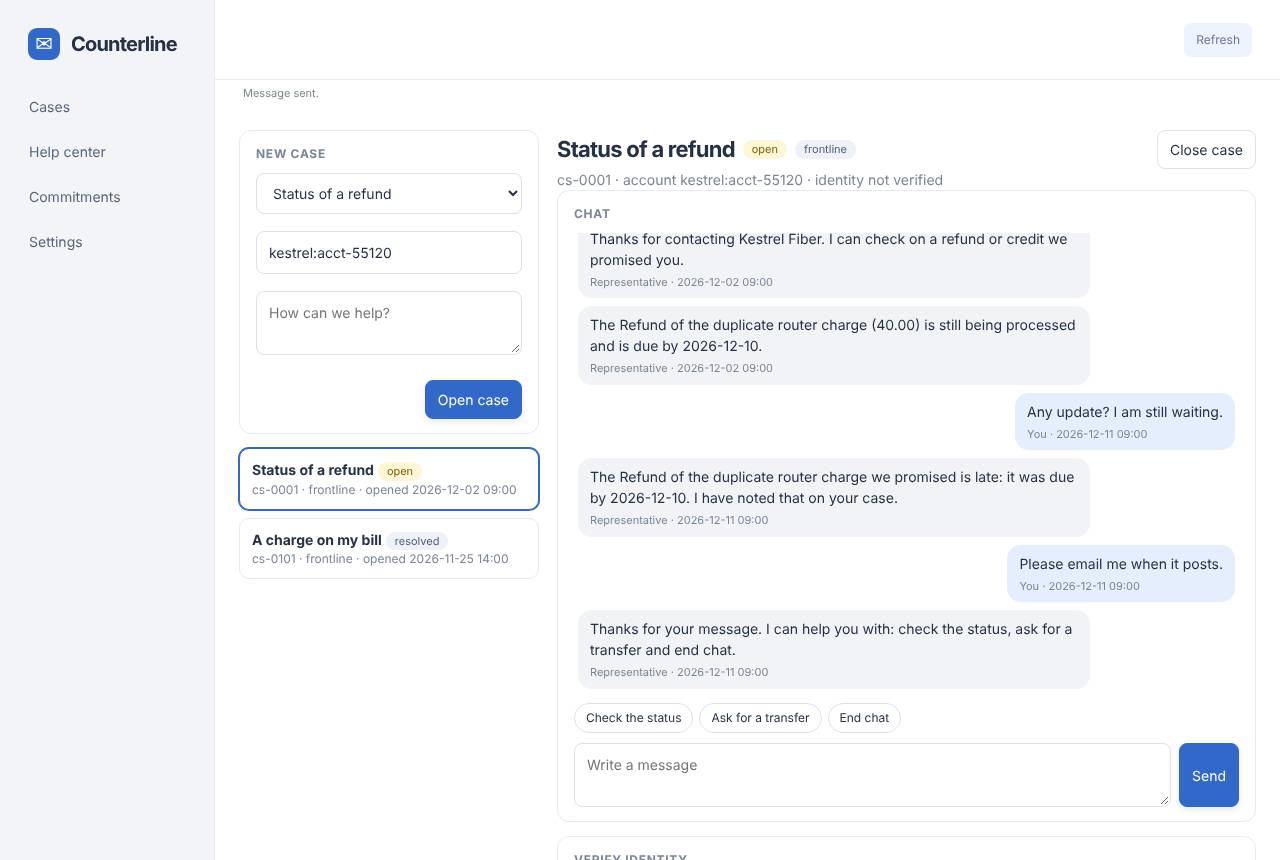 Counterline
Cases
Help center
Commitments
Settings
Refresh
Message sent.
NEW CASE
Status of a refund
kestrel:acct-55120
How can we help?
Open case
Status of a refund open
cs-0001 · frontline · opened 2026-12-02 09:00
A charge on my bill resolved
cs-0101 · frontline · opened 2026-11-25 14:00
Status of a refund open frontline
cs-0001 · account kestrel:acct-55120 · identity not verified
Close case
CHAT
Thanks for contacting Kestrel Fiber. I can check on a refund or credit we
promised you.
Representative · 2026-12-02 09:00
The Refund of the duplicate router charge (40.00) is still being processed
and is due by 2026-12-10.
Representative · 2026-12-02 09:00
Any update? I am still waiting.
You · 2026-12-11 09:00
The Refund of the duplicate router charge we promised is late: it was due
by 2026-12-10. I have noted that on your case.
Representative · 2026-12-11 09:00
Please email me when it posts.
You · 2026-12-11 09:00
Thanks for your message. I can help you with: check the status, ask for a
transfer and end chat.
Representative · 2026-12-11 09:00
Check the status
Ask for a transfer
End chat
Write a message
Send
VERIFY IDENTITY